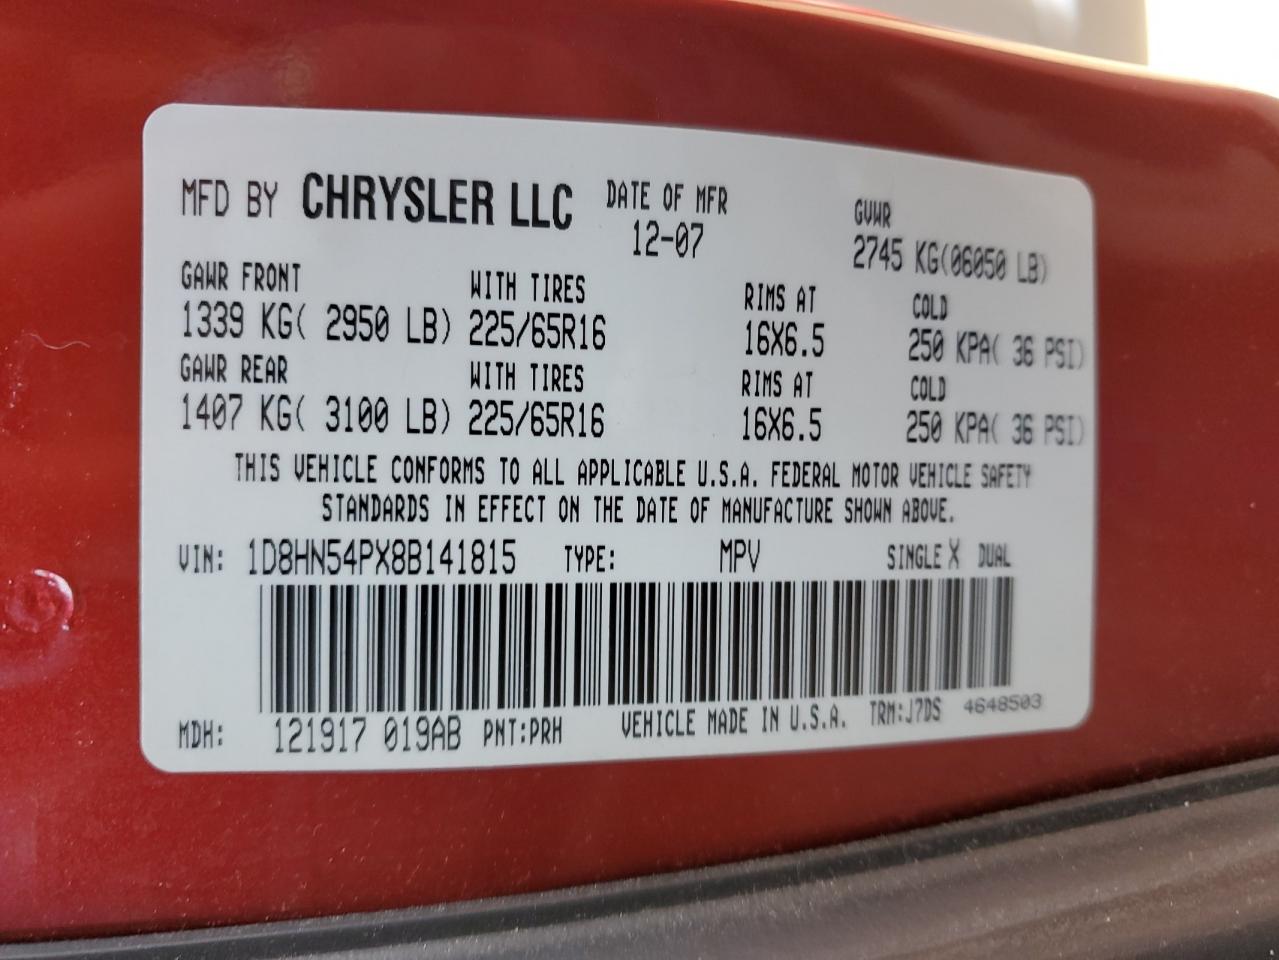 MFD BY CHRYSLER LLC DATE OF MFR GVWR
12-07 2745 KG(06050 LB)
GAWR FRONT WITH TIRES RIMS AT COLD
1339 KG( 2950 LB) 225/65R16 16X6.5 250 KPA( 36 PSI)
GAWR REAR WITH TIRES RIMS AT COLD
1407 KG( 3100 LB) 225/65R16 16X6.5 250 KPA( 36 PSI)
THIS VEHICLE CONFORMS TO ALL APPLICABLE U.S.A. FEDERAL MOTOR VEHICLE SAFETY
STANDARDS IN EFFECT ON THE DATE OF MANUFACTURE SHOWN ABOVE.
VIN: 1D8HN54PX8B141815 TYPE: MPV SINGLE X DUAL
MDH: 121917 019AB PNT:PRH VEHICLE MADE IN U.S.A. TRM:J7DS 4648503